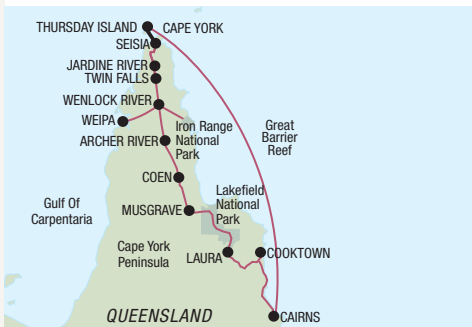 THURSDAY ISLAND
CAPE YORK
SEISIA
JARDINE RIVER
TWIN FALLS
WENLOCK RIVER
WEIPA
Iron Range
National
Park
Great
Barrier
Reef
ARCHER RIVER
COEN
Lakefield
National
Park
Gulf Of
Carpentaria
MUSGRAVE
Cape York
Peninsula
LAURA
COOKTOWN
QUEENSLAND
CAIRNS